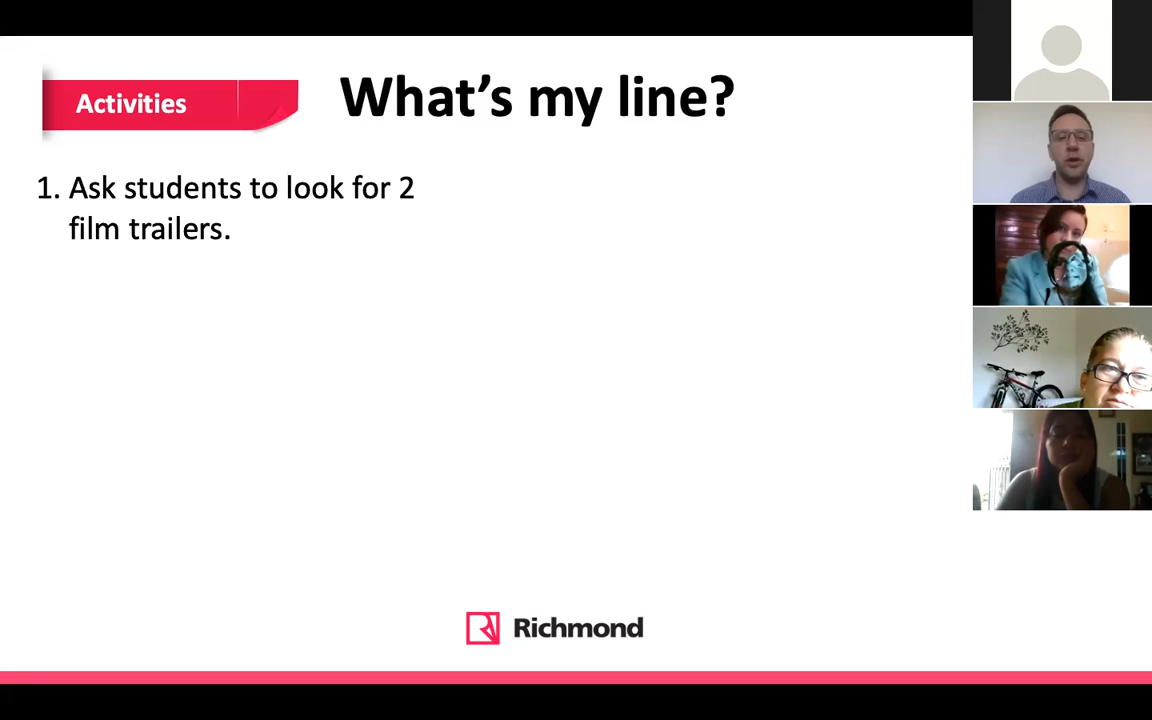 Activities
What's my line?
1. Ask students to look for 2
film trailers.
Richmond